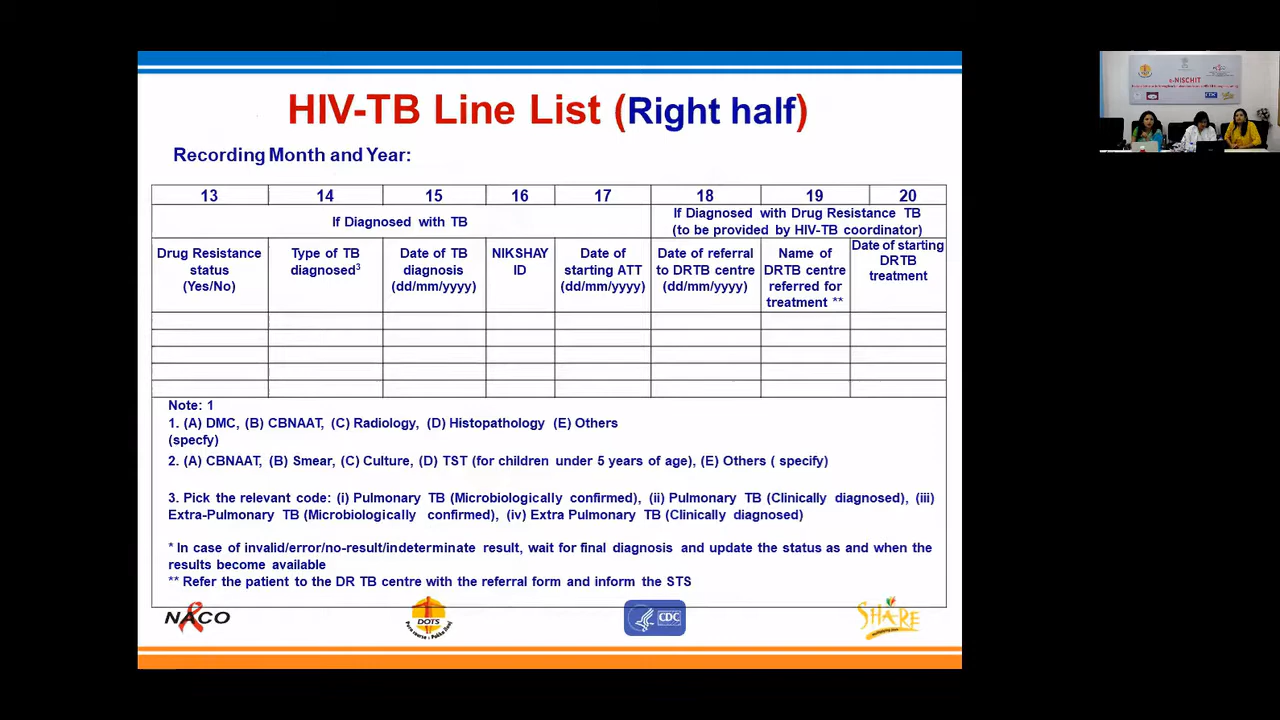 HIV-TB Line List (Right half)
Recording Month and Year:
13 14 15 16 17 18 19 20
If Diagnosed with TB
If Diagnosed with Drug Resistance TB
(to be provided by HIV-TB coordinator)
Drug Resistance
status
(Yes/No)
Type of TB
diagnosed3
Date of TB
diagnosis
(dd/mm/yyyy)
NIKSHAY
ID
Date of
starting ATT
(dd/mm/yyyy)
Date of referral
to DRTB centre
(dd/mm/yyyy)
Name of
DRTB centre
referred for
treatment **
Date of starting
DRTB
treatment
Note: 1
1. (A) DMC, (B) CBNAAT, (C) Radiology, (D) Histopathology (E) Others
(specfy)
2. (A) CBNAAT, (B) Smear, (C) Culture, (D) TST (for children under 5 years of age), (E) Others ( specify)
3. Pick the relevant code: (i) Pulmonary TB (Microbiologically confirmed), (ii) Pulmonary TB (Clinically diagnosed), (iii)
Extra-Pulmonary TB (Microbiologically confirmed), (iv) Extra Pulmonary TB (Clinically diagnosed)
* In case of invalid/error/no-result/indeterminate result, wait for final diagnosis and update the status as and when the
results become available
** Refer the patient to the DR TB centre with the referral form and inform the STS
NACO
DOTS
CDC
SHARE
e-NISCHIT
CDC